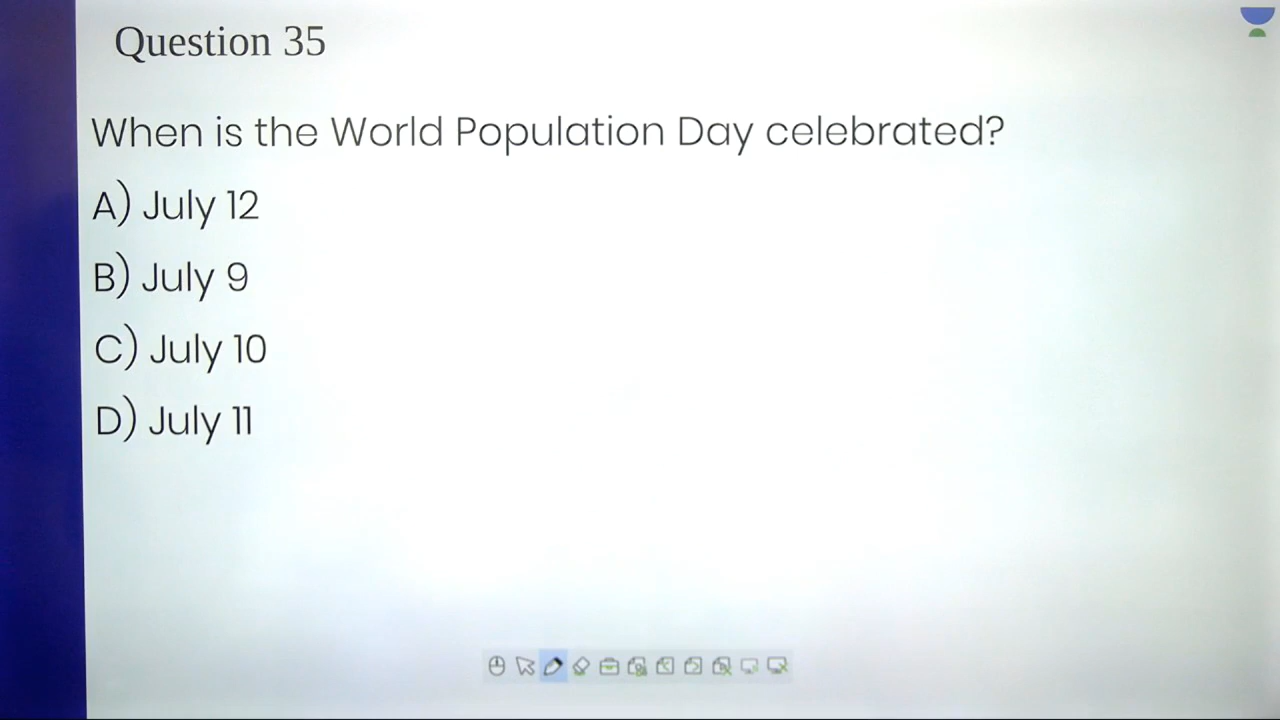 Question 35
When is the World Population Day celebrated?
A) July 12
B) July 9
C) July 10
D) July 11